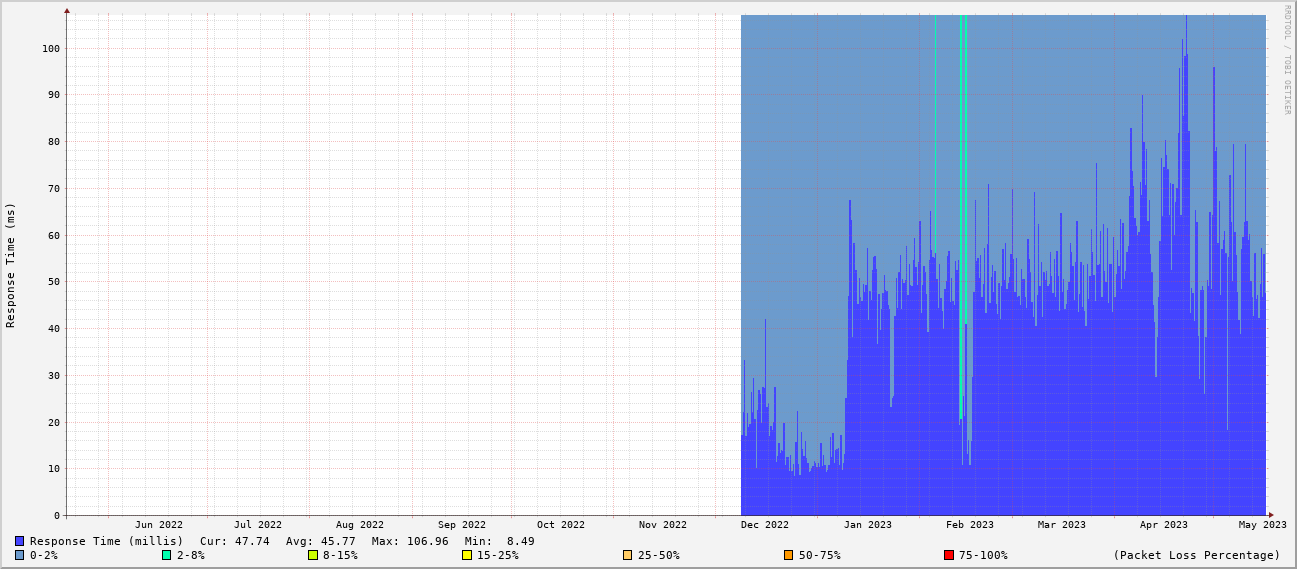 RRDTOOL / TOBI OETIKER
Response Time (ms)
100
90
80
70
60
50
40
30
20
10
0
Jun 2022 Jul 2022 Aug 2022 Sep 2022 Oct 2022 Nov 2022 Dec 2022 Jan 2023 Feb 2023 Mar 2023 Apr 2023 May 2023
Response Time (millis) Cur: 47.74 Avg: 45.77 Max: 106.96 Min: 8.49
0-2% 2-8% 8-15% 15-25% 25-50% 50-75% 75-100% (Packet Loss Percentage)